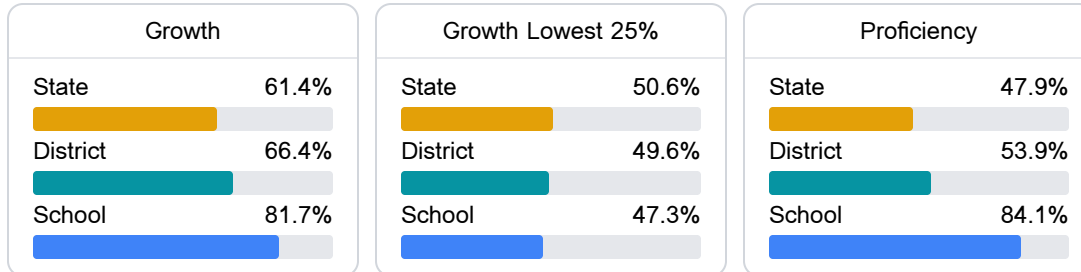 Growth
State 61.4%
District 66.4%
School 81.7%
Growth Lowest 25%
State 50.6%
District 49.6%
School 47.3%
Proficiency
State 47.9%
District 53.9%
School 84.1%